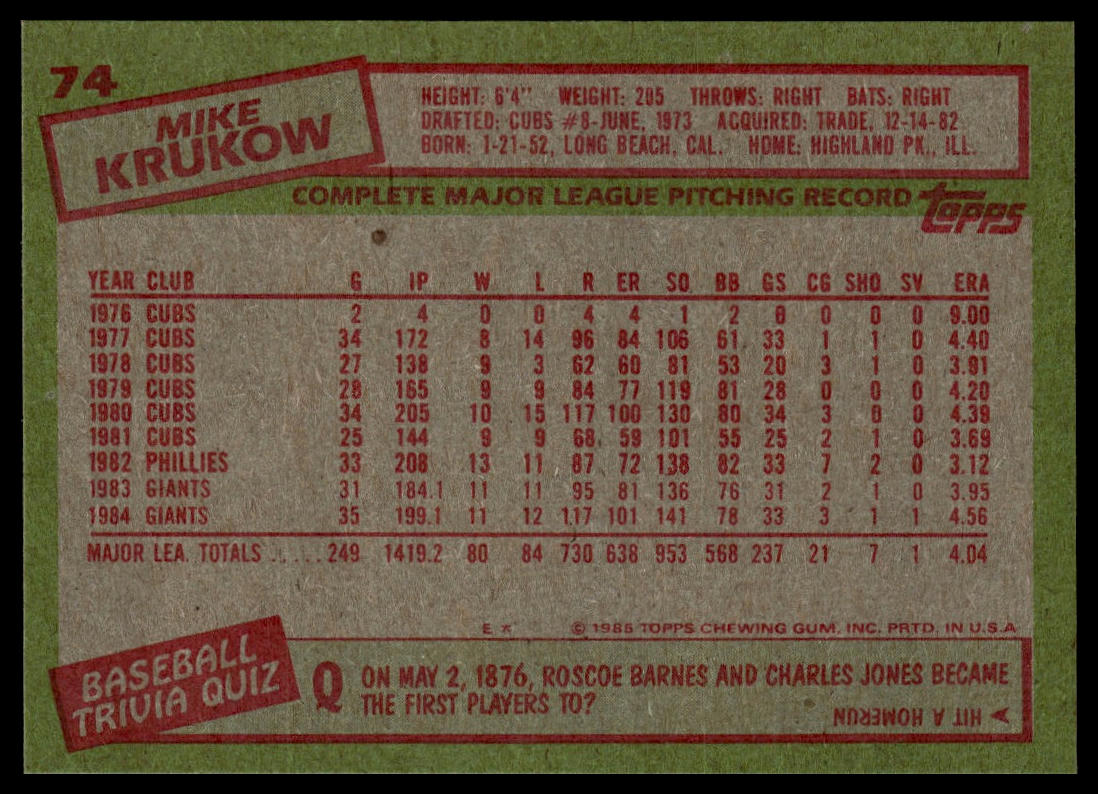 74
MIKE
KRUKOW
HEIGHT: 6'4" WEIGHT: 205 THROWS: RIGHT BATS: RIGHT
DRAFTED: CUBS #8-JUNE, 1973 ACQUIRED: TRADE, 12-14-82
BORN: 1-21-52, LONG BEACH, CAL. HOME: HIGHLAND PK., ILL.
COMPLETE MAJOR LEAGUE PITCHING RECORD
TOPPS
YEAR CLUB G IP W L R ER SO BB GS CG SHO SV ERA
1976 CUBS 2 4 0 0 4 4 1 2 0 0 0 0 9.00
1977 CUBS 34 172 8 14 96 84 106 61 33 1 1 0 4.40
1978 CUBS 27 138 9 3 62 60 81 53 20 3 1 0 3.91
1979 CUBS 28 165 9 9 84 77 119 81 28 0 0 0 4.20
1980 CUBS 34 205 10 15 117 100 130 80 34 3 0 0 4.39
1981 CUBS 25 144 9 9 68 59 101 55 25 2 1 0 3.69
1982 PHILLIES 33 208 13 11 87 72 138 82 33 7 2 0 3.12
1983 GIANTS 31 184.1 11 11 95 81 136 76 31 2 1 0 3.95
1984 GIANTS 35 199.1 11 12 117 101 141 78 33 3 1 1 4.56
MAJOR LEA. TOTALS ...... 249 1419.2 80 84 730 638 953 568 237 21 7 1 4.04
E * © 1985 TOPPS CHEWING GUM, INC. PRTD. IN U.S.A
BASEBALL
TRIVIA QUIZ
Q ON MAY 2, 1876, ROSCOE BARNES AND CHARLES JONES BECAME
THE FIRST PLAYERS TO?
HIT A HOMERUN